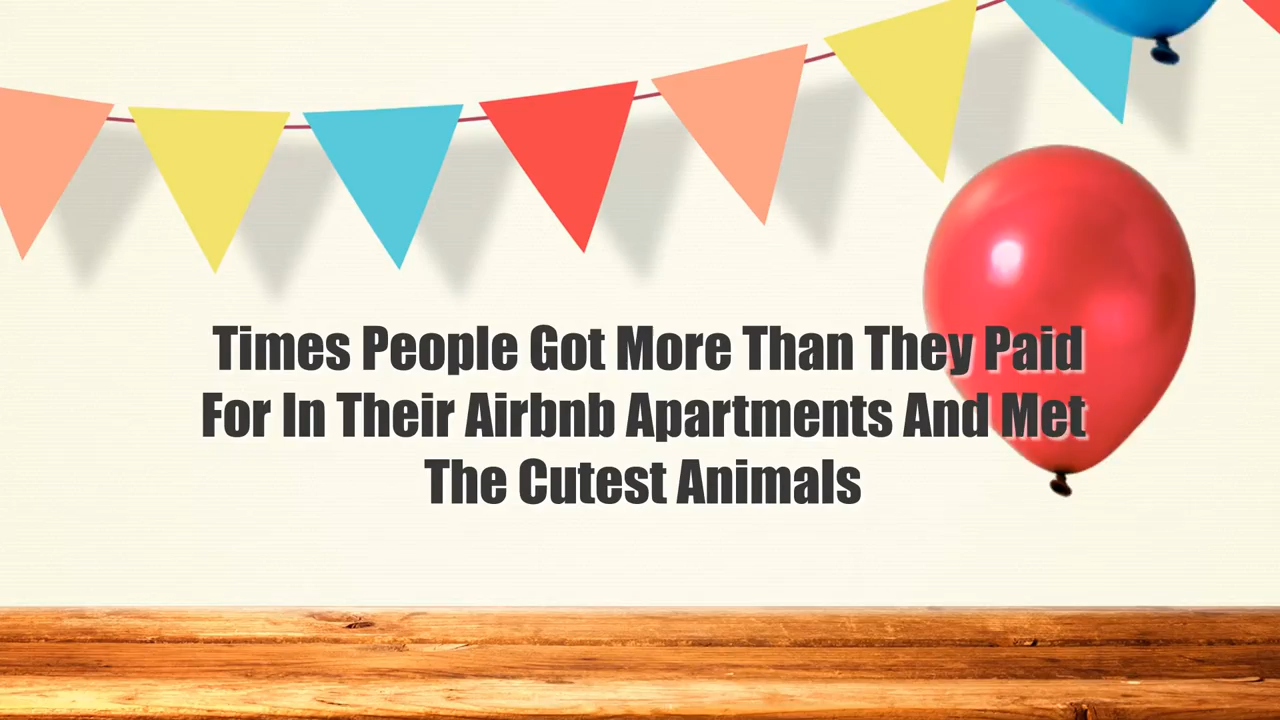 Times People Got More Than They Paid
For In Their Airbnb Apartments And Met
The Cutest Animals